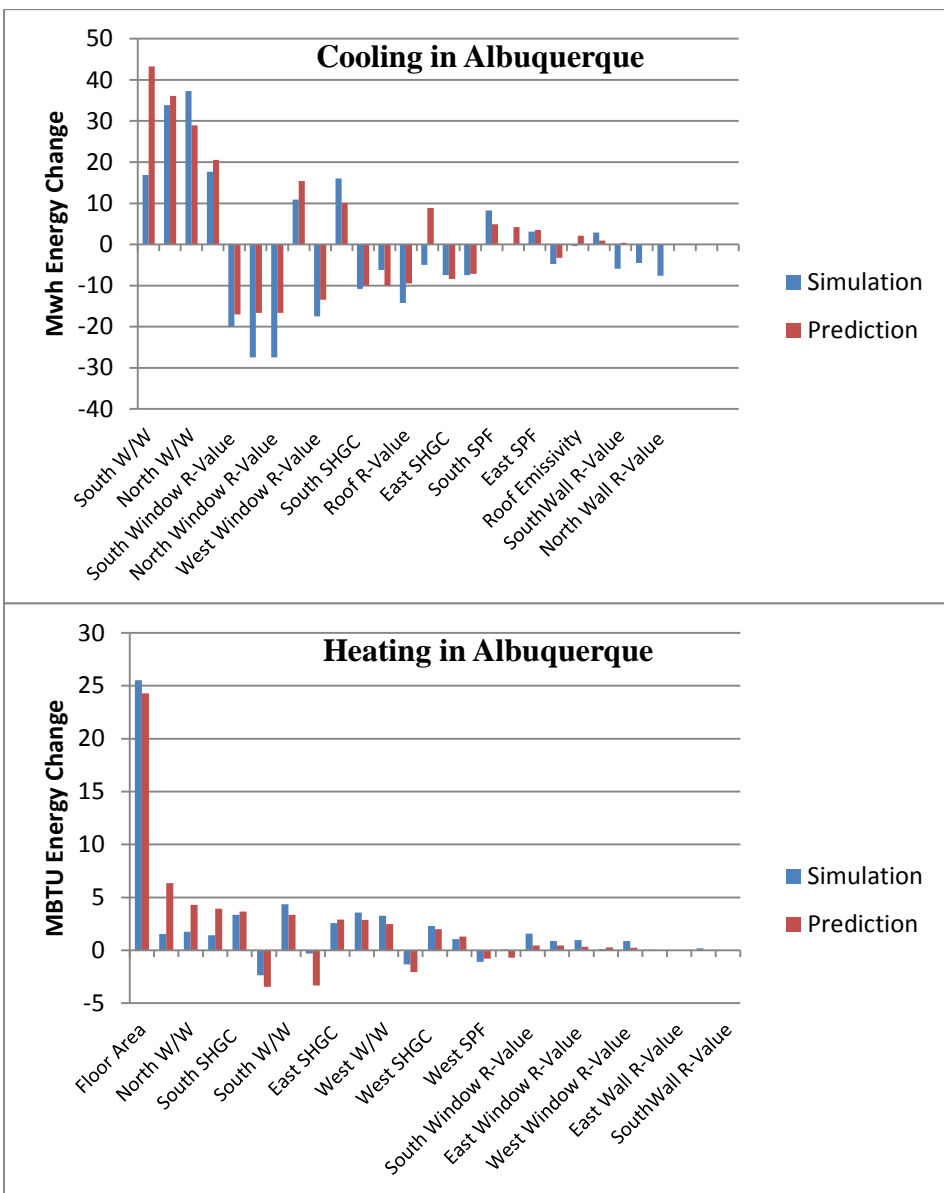 Cooling in Albuquerque
Mwh Energy Change
50
40
30
20
10
0
-10
-20
-30
-40
South W/W
North W/W
South Window R-Value
North Window R-Value
West Window R-Value
South SHGC
Roof R-Value
East SHGC
South SPF
East SPF
Roof Emissivity
SouthWall R-Value
North Wall R-Value
Simulation
Prediction
Heating in Albuquerque
MBTU Energy Change
30
25
20
15
10
5
0
-5
Floor Area
North W/W
South SHGC
South W/W
East SHGC
West W/W
West SHGC
West SPF
South Window R-Value
East Window R-Value
West Window R-Value
East Wall R-Value
SouthWall R-Value
Simulation
Prediction